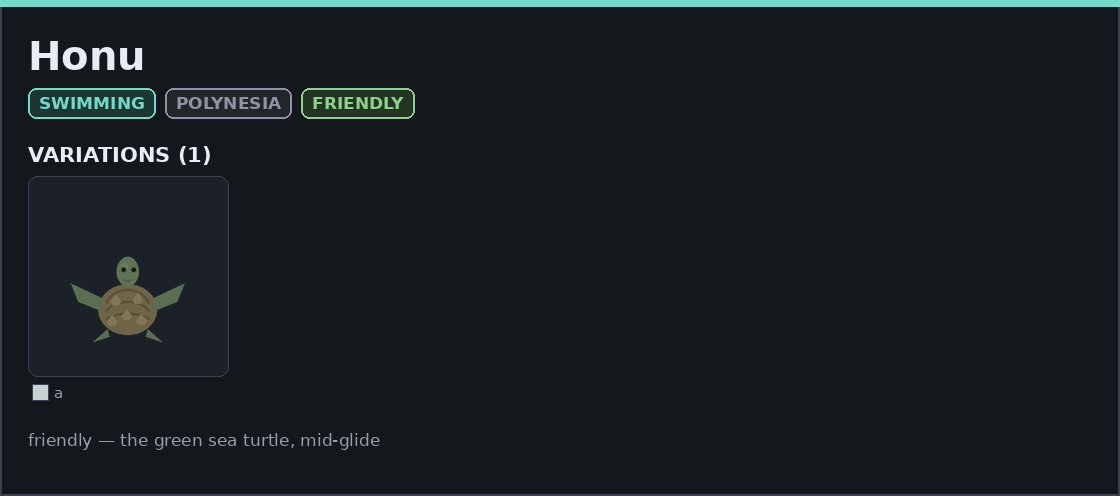 Honu
SWIMMING POLYNESIA FRIENDLY
VARIATIONS (1)
a
friendly — the green sea turtle, mid-glide